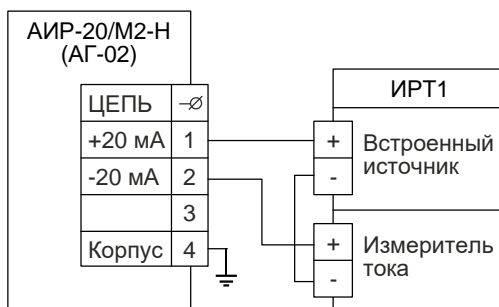 АИР-20/М2-Н
(АГ-02)
ЦЕПЬ
+20 мА 1
-20 мА 2
3
Корпус 4
ИРТ1
+
-
Встроенный
источник
+
-
Измеритель
тока